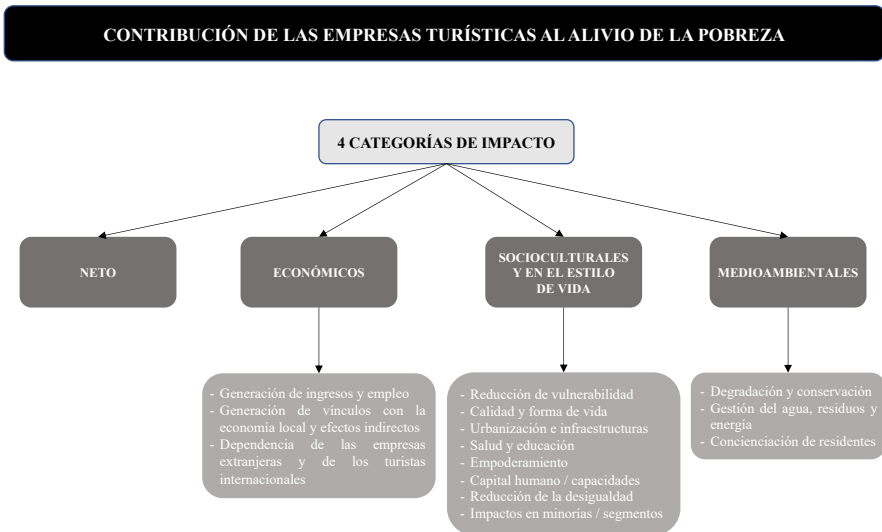 CONTRIBUCIÓN DE LAS EMPRESAS TURÍSTICAS AL ALIVIO DE LA POBREZA
4 CATEGORÍAS DE IMPACTO
NETO
ECONÓMICOS
SOCIOCULTURALES
Y EN EL ESTILO
DE VIDA
MEDIOAMBIENTALES
- Generación de ingresos y empleo
- Generación de vínculos con la
economía local y efectos indirectos
- Dependencia de las empresas
extranjeras y de los turistas
internacionales
- Reducción de vulnerabilidad
- Calidad y forma de vida
- Urbanización e infraestructuras
- Salud y educación
- Empoderamiento
- Capital humano / capacidades
- Reducción de la desigualdad
- Impactos en minorías / segmentos
- Degradación y conservación
- Gestión del agua, residuos y
energía
- Concienciación de residentes